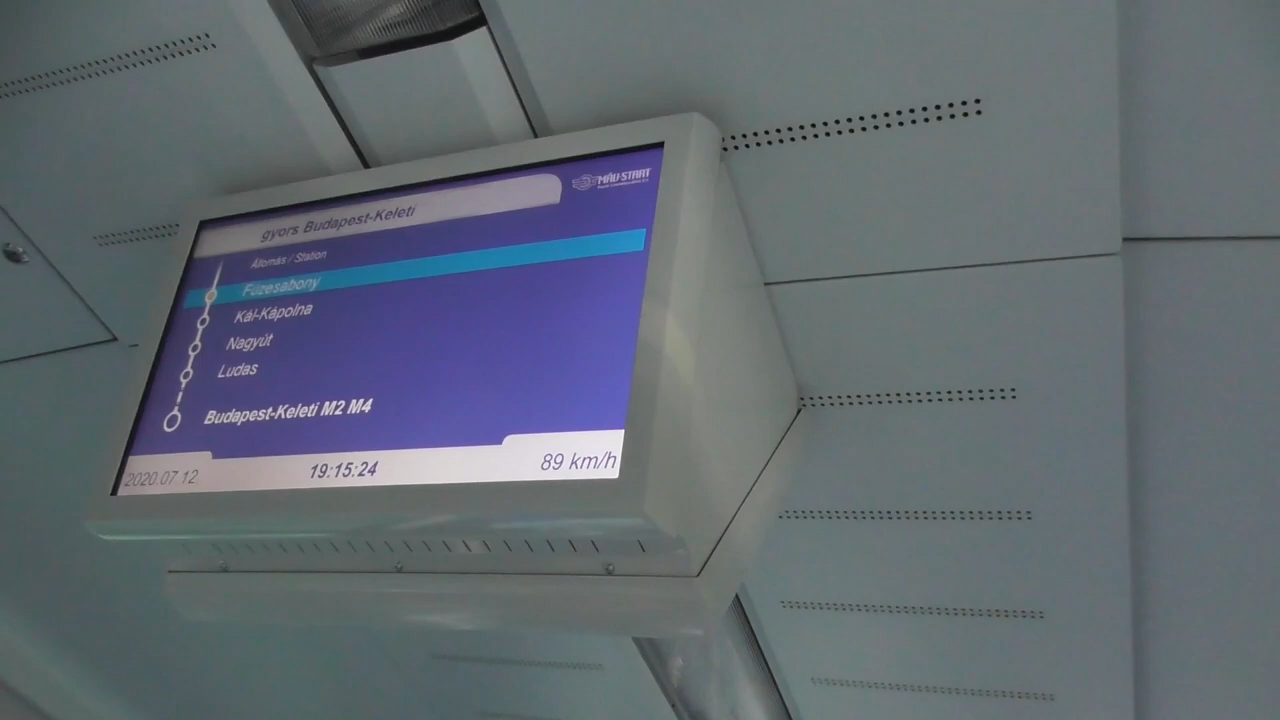 gyors Budapest-Keleti
MÁV-START
Állomás / Station
Füzesabony
Kál-Kápolna
Nagyút
Ludas
Budapest-Keleti M2 M4
2020.07.12
19:15:24
89 km/h